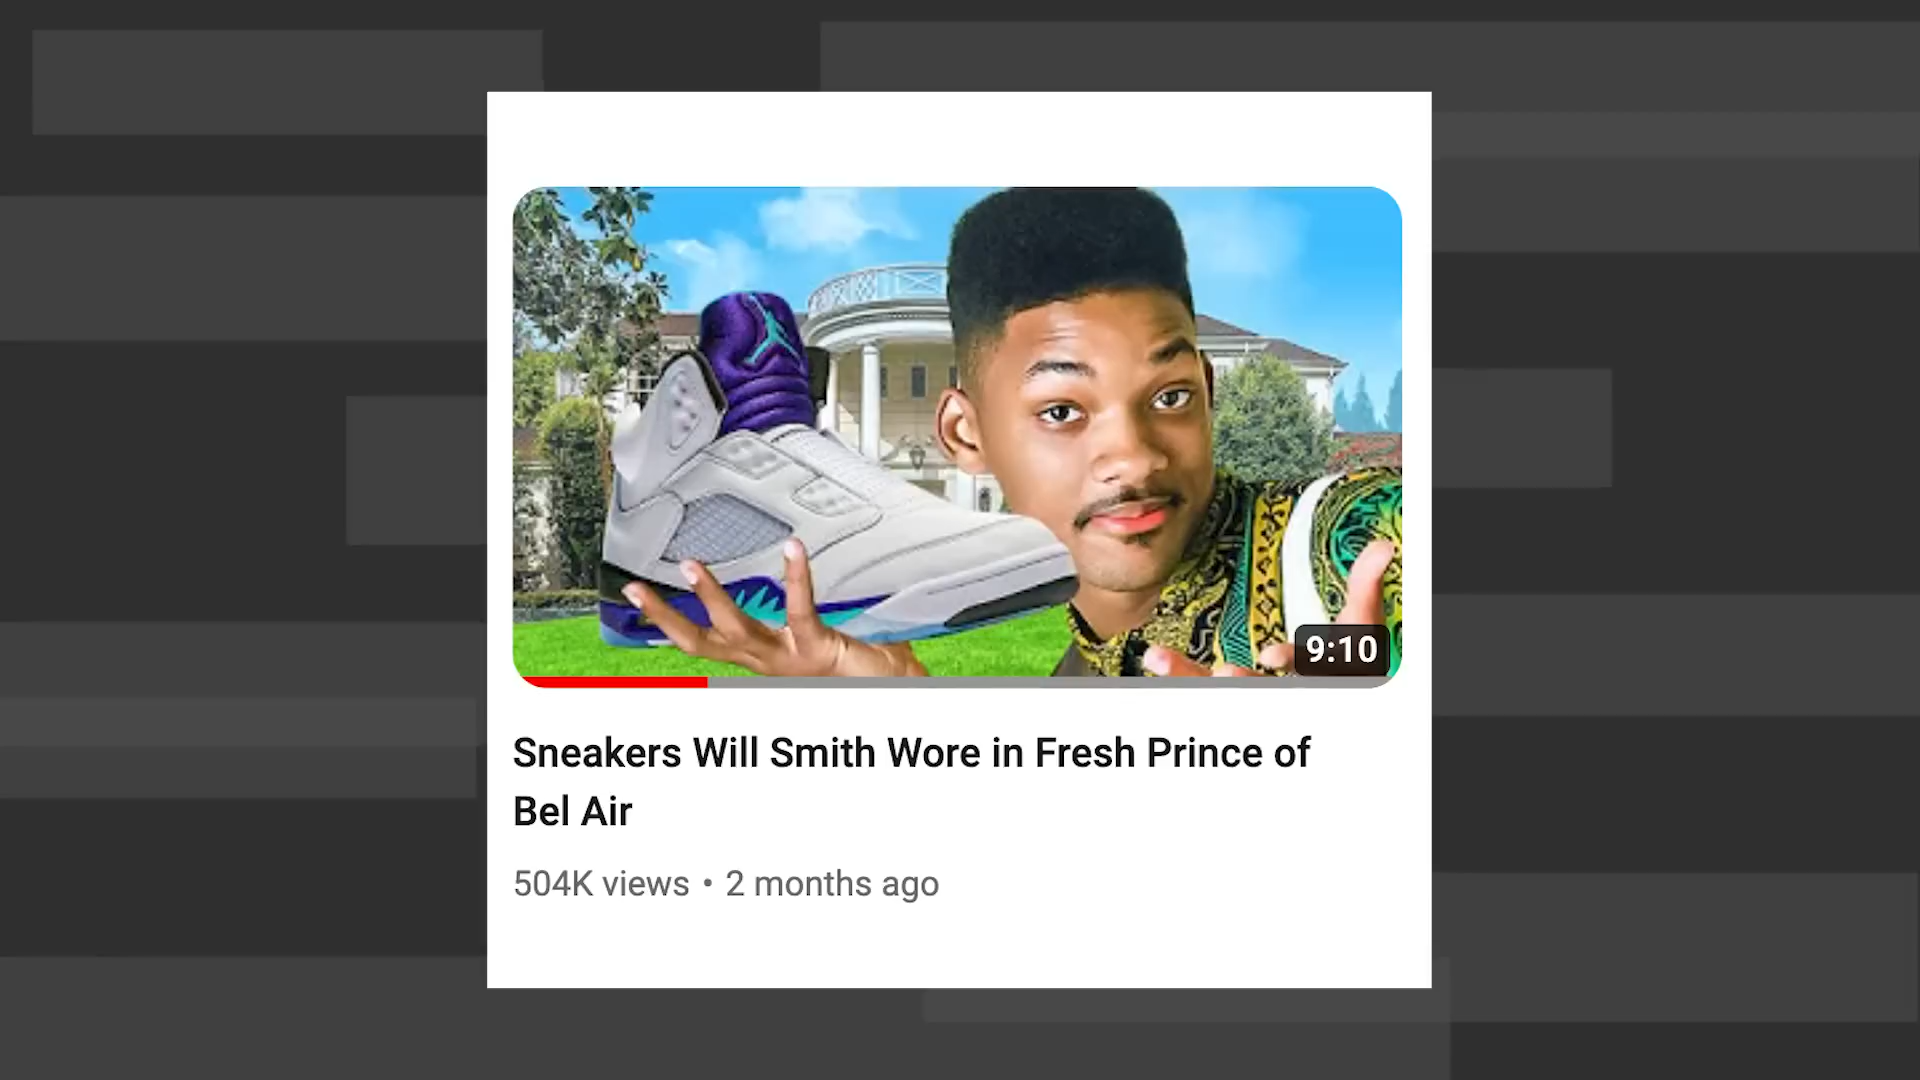 9:10
Sneakers Will Smith Wore in Fresh Prince of
Bel Air
504K views • 2 months ago